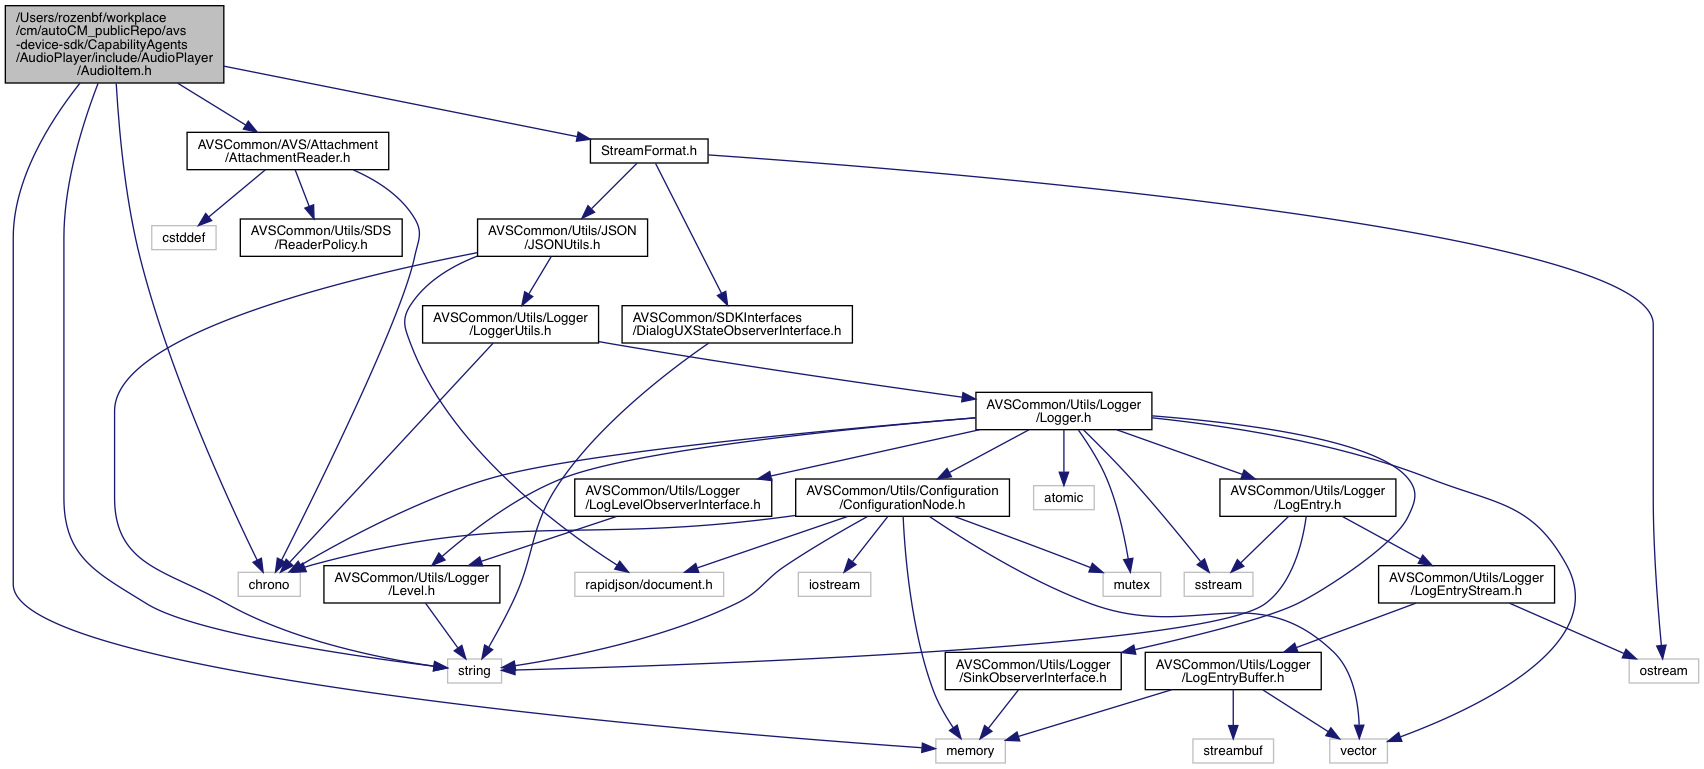 /Users/rozenbf/workplace
/cm/autoCM_publicRepo/avs
-device-sdk/CapabilityAgents
/AudioPlayer/include/AudioPlayer
/AudioItem.h
AVSCommon/AVS/Attachment
/AttachmentReader.h
StreamFormat.h
cstddef
AVSCommon/Utils/SDS
/ReaderPolicy.h
AVSCommon/Utils/JSON
/JSONUtils.h
AVSCommon/Utils/Logger
/LoggerUtils.h
AVSCommon/SDKInterfaces
/DialogUXStateObserverInterface.h
AVSCommon/Utils/Logger
/Logger.h
AVSCommon/Utils/Logger
/LogLevelObserverInterface.h
AVSCommon/Utils/Configuration
/ConfigurationNode.h
atomic
AVSCommon/Utils/Logger
/LogEntry.h
chrono
AVSCommon/Utils/Logger
/Level.h
rapidjson/document.h
iostream
mutex
sstream
AVSCommon/Utils/Logger
/LogEntryStream.h
string
AVSCommon/Utils/Logger
/SinkObserverInterface.h
AVSCommon/Utils/Logger
/LogEntryBuffer.h
ostream
memory
streambuf
vector